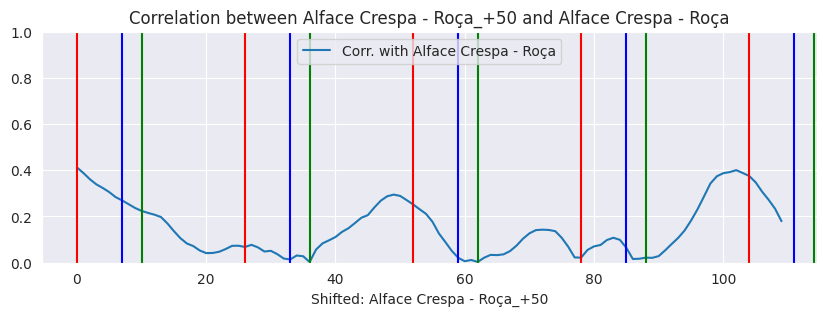 Correlation between Alface Crespa - Roça_+50 and Alface Crespa - Roça
1.0
0.8
0.6
0.4
0.2
0.0
Corr. with Alface Crespa - Roça
0 20 40 60 80 100
Shifted: Alface Crespa - Roça_+50